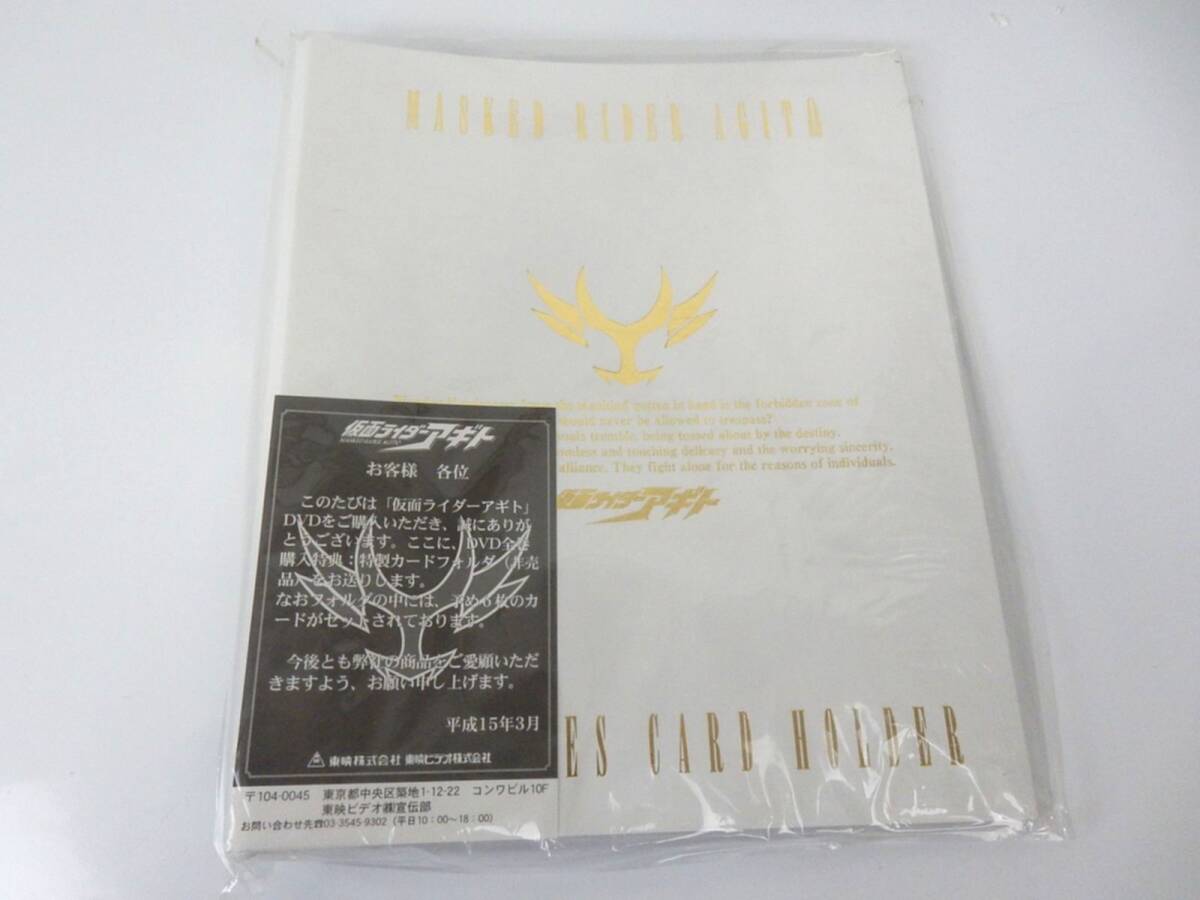 MASKED RIDER AGITΩ
the mankind gotten in hand is the forbidden zone of
should never be allowed to trespass?
tremble, being tossed about by the destiny.
and touching delicacy and the worrying sincerity.
alliance. They fight alone for the reasons of individuals.
仮面ライダーアギト
仮面ライダーアギト
お客様 各位
このたびは「仮面ライダーアギト」
DVDをご購入いただき、誠にありが
とうございます。ここに、DVD全巻
購入特典：特製カードフォルダ（非売
品）をお送りします。
なおフォルダの中には、予め6枚のカ
ードがセットされております。
今後とも弊社の商品をご愛顧いただ
きますよう、お願い申し上げます。
平成15年3月
東映株式会社 東映ビデオ株式会社
ES CARD HOLDER
〒104-0045 東京都中央区築地1-12-22 コンワビル10F
東映ビデオ㈱宣伝部
お問い合わせ先☎03-3545-9302（平日10：00～18：00）